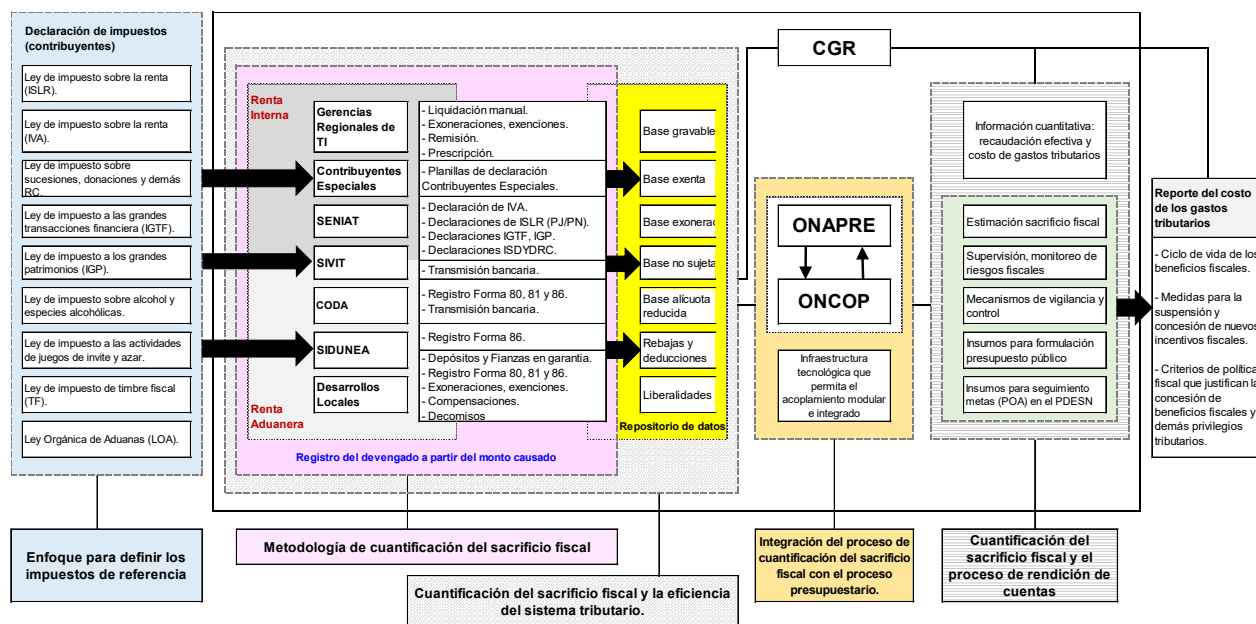 Declaración de impuestos
(contribuyentes)
Ley de impuesto sobre la renta
(ISLR).
Ley de impuesto sobre la renta
(IVA).
Ley de impuesto sobre
sucesiones, donaciones y demás
RC.
Ley de impuesto a las grandes
transacciones financiera (IGTF).
Ley de impuesto a los grandes
patrimonios (IGP).
Ley de impuesto sobre alcohol y
especies alcohólicas.
Ley de impuesto a las actividades
de juegos de invite y azar.
Ley de impuesto de timbre fiscal
(TF).
Ley Orgánica de Aduanas (LOA).
Enfoque para definir los
impuestos de referencia
Renta
Interna
Gerencias
Regionales de
TI
Contribuyentes
Especiales
SENIAT
SIVIT
CODA
SIDUNEA
Desarrollos
Locales
Renta
Aduanera
- Liquidación manual.
- Exoneraciones, exenciones.
- Remisión.
- Prescripción.
- Planillas de declaración
Contribuyentes Especiales.
- Declaración de IVA.
- Declaraciones de ISLR (PJ/PN).
- Declaraciones IGTF, IGP.
- Declaraciones ISDYDRC.
- Transmisión bancaria.
- Registro Forma 80, 81 y 86.
- Transmisión bancaria.
- Registro Forma 86.
- Depósitos y Fianzas en garantia.
- Registro Forma 80, 81 y 86.
- Exoneraciones, exenciones.
- Compensaciones.
- Decomisos
Registro del devengado a partir del monto causado
Metodología de cuantificación del sacrificio fiscal
Base gravable
Base exenta
Base exonerac
Base no sujeta
Base alícuota
reducida
Rebajas y
deducciones
Liberalidades
Repositorio de datos
Cuantificación del sacrificio fiscal y la eficiencia
del sistema tributario.
CGR
ONAPRE
ONCOP
Infraestructura
tecnológica que
permita el
acoplamiento modular
e integrado
Integración del proceso de
cuantificación del sacrificio
fiscal con el proceso
presupuestario.
Información cuantitativa:
recaudación efectiva y
costo de gastos tributarios
Estimación sacrificio fiscal
Supervisión, monitoreo de
riesgos fiscales
Mecanismos de vigilancia y
control
Insumos para formulación
presupuesto público
Insumos para seguimiento
metas (POA) en el PDESN
Cuantificación del
sacrificio fiscal y el
proceso de rendición de
cuentas
Reporte del costo
de los gastos
tributarios
- Ciclo de vida de los
beneficios fiscales.
- Medidas para la
suspensión y
concesión de nuevos
incentivos fiscales.
- Criterios de política
fiscal que justifican la
concesión de
beneficios fiscales y
demás privilegios
tributarios.